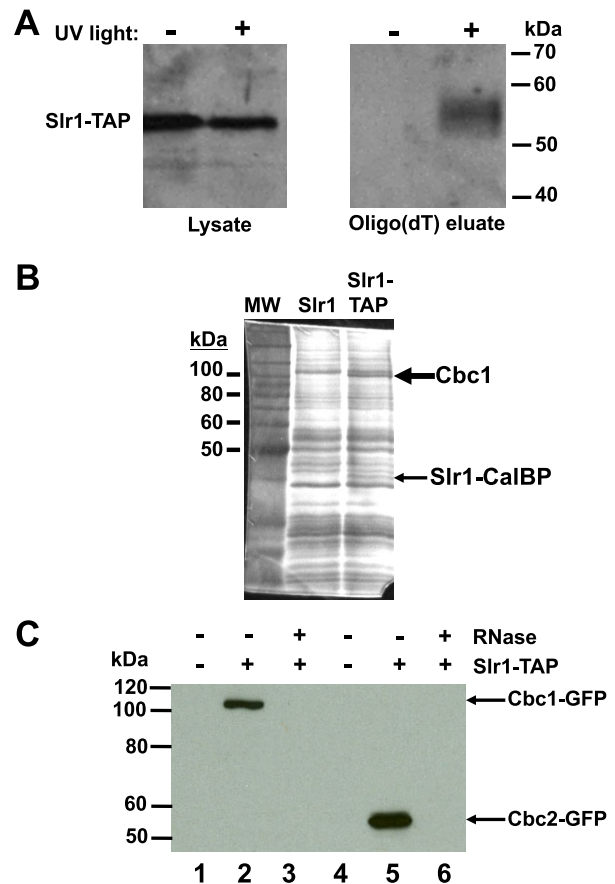 A
UV light: - +
- + kDa
70
60
Slr1-TAP
50
40
Lysate
Oligo(dT) eluate
B
MW Slr1 Slr1-TAP
kDa
100
80
60
50
Cbc1
Slr1-CalBP
C
- - + - - + RNase
- + + - + + Slr1-TAP
kDa
120
100
80
60
50
Cbc1-GFP
Cbc2-GFP
1 2 3 4 5 6